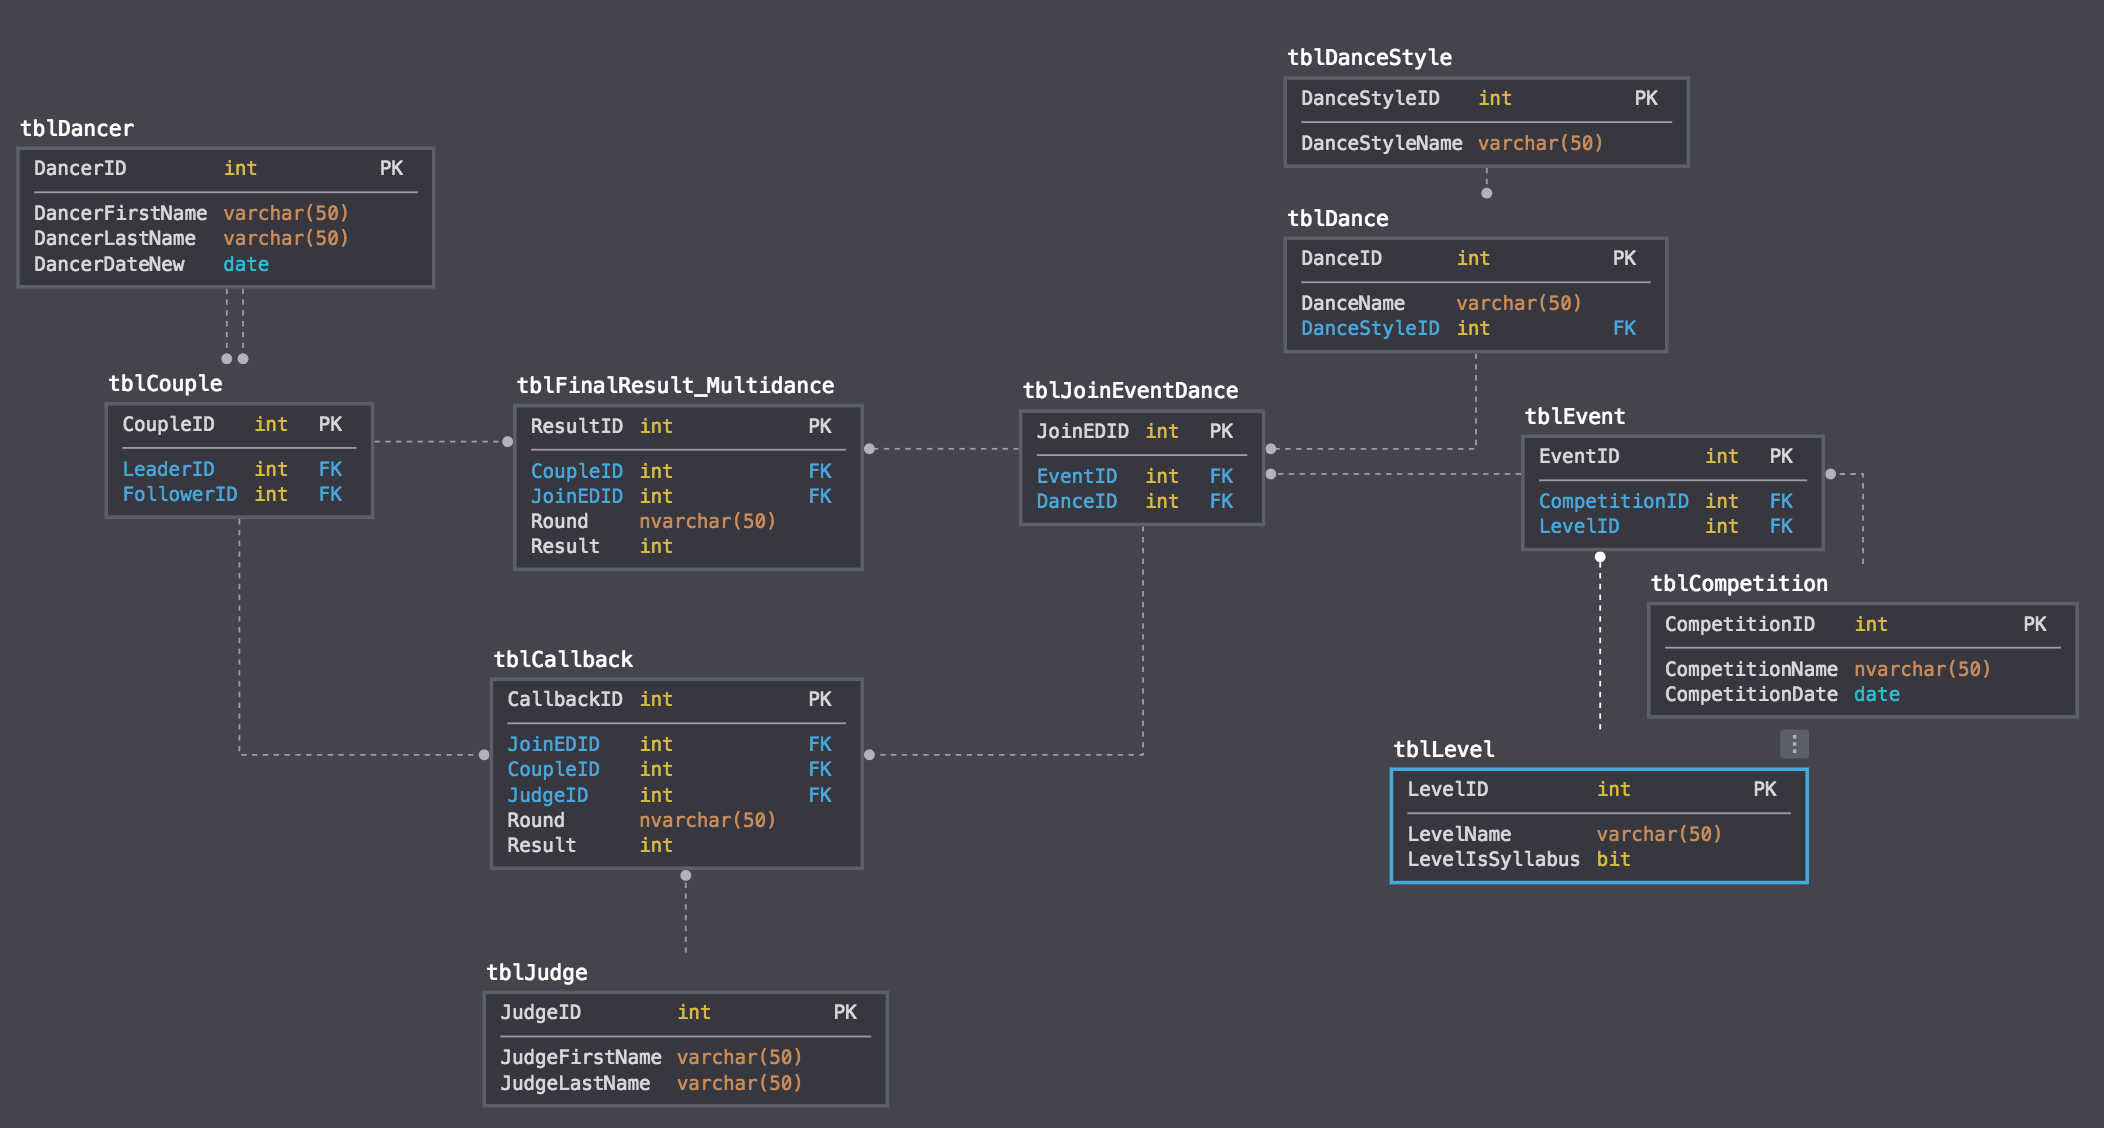 tblDanceStyle
DanceStyleID int PK
DanceStyleName varchar(50)
tblDancer
DancerID int PK
DancerFirstName varchar(50)
DancerLastName varchar(50)
DancerDateNew date
tblDance
DanceID int PK
DanceName varchar(50)
DanceStyleID int FK
tblCouple
CoupleID int PK
LeaderID int FK
FollowerID int FK
tblFinalResult_Multidance
ResultID int PK
CoupleID int FK
JoinEDID int FK
Round nvarchar(50)
Result int
tblJoinEventDance
JoinEDID int PK
EventID int FK
DanceID int FK
tblEvent
EventID int PK
CompetitionID int FK
LevelID int FK
tblCompetition
CompetitionID int PK
CompetitionName nvarchar(50)
CompetitionDate date
tblCallback
CallbackID int PK
JoinEDID int FK
CoupleID int FK
JudgeID int FK
Round nvarchar(50)
Result int
tblLevel
LevelID int PK
LevelName varchar(50)
LevelIsSyllabus bit
tblJudge
JudgeID int PK
JudgeFirstName varchar(50)
JudgeLastName varchar(50)